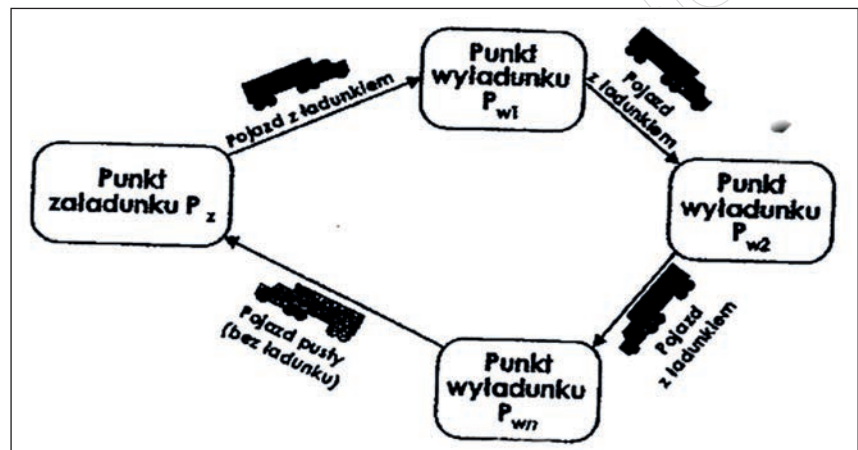 Punkt
wyładunku
P w1
Pojazd z ładunkiem
Pojazd
z ładunkiem
Punkt
załadunku P z
Punkt
wyładunku
P w2
Pojazd
z ładunkiem
Pojazd pusty
(bez ładunku)
Punkt
wyładunku
P wn